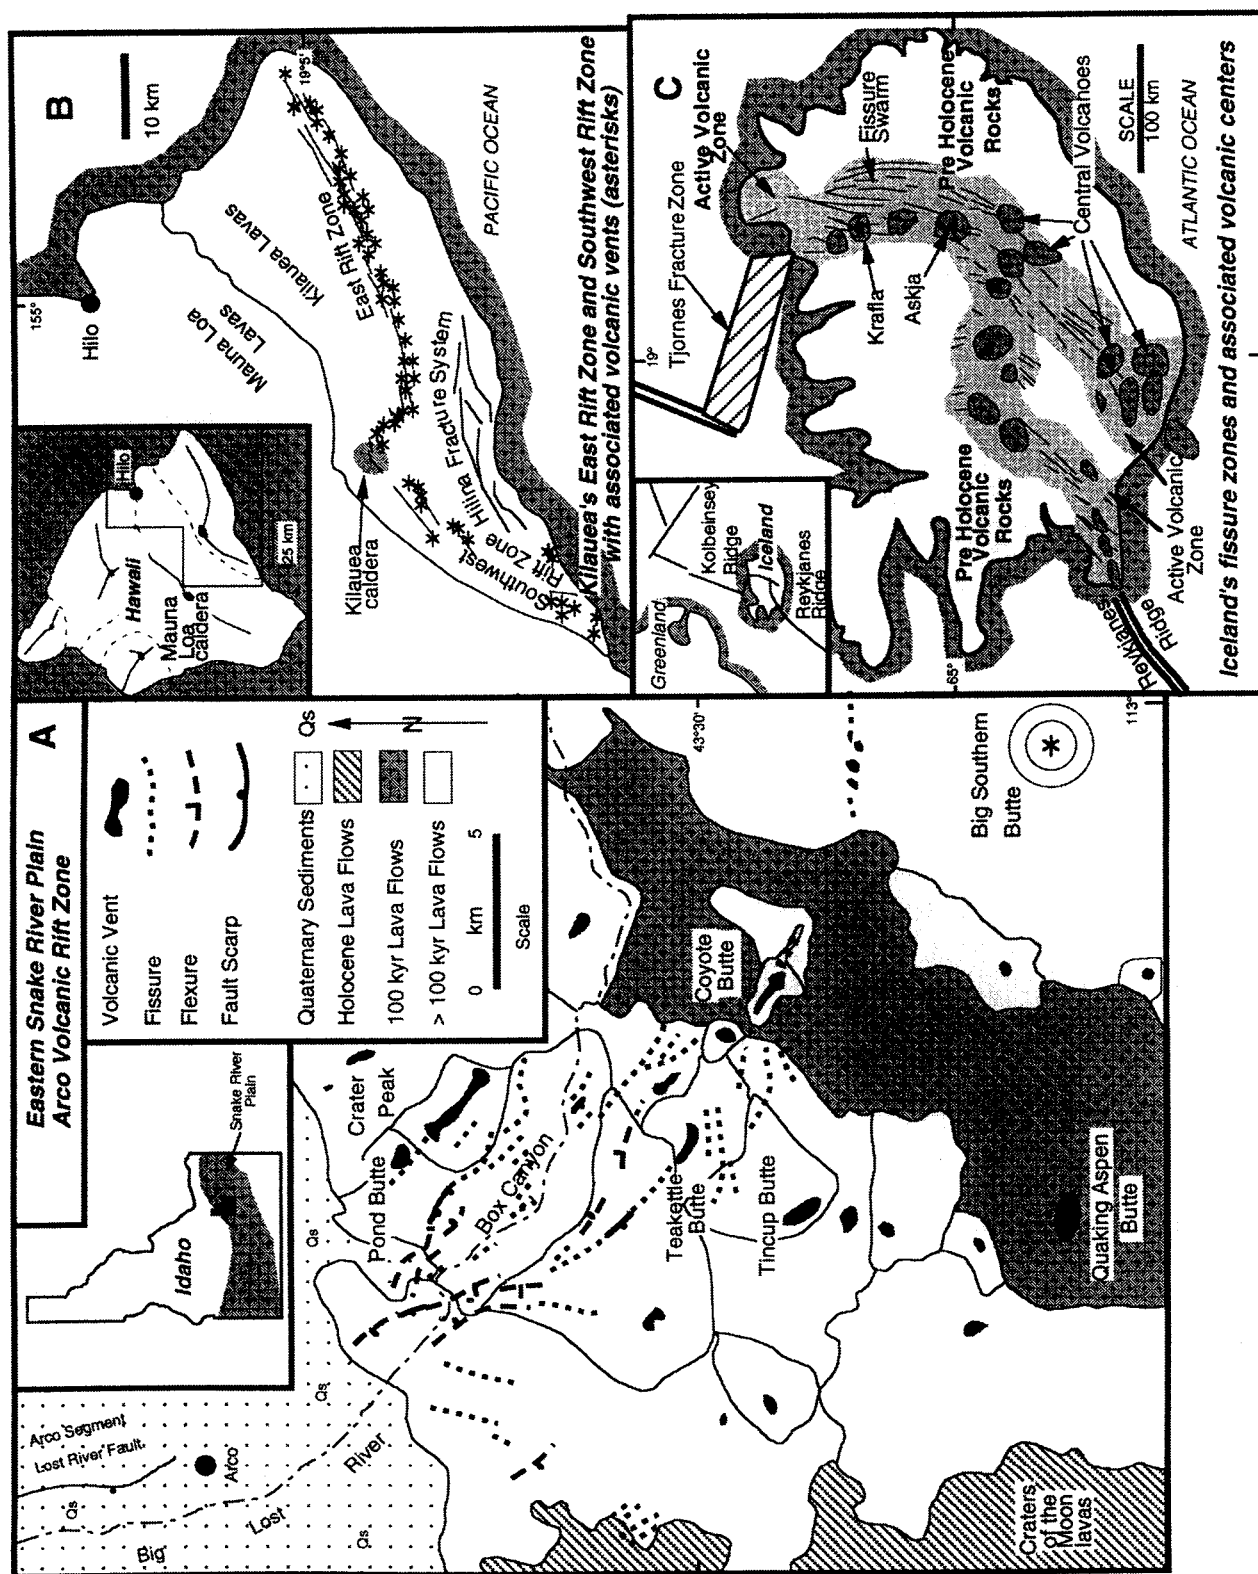 Eastern Snake River Plain
Arco Volcanic Rift Zone
A
Idaho
Snake River
Plain
Volcanic Vent
Fissure
Flexure
Fault Scarp
Quaternary Sediments
Qs
Holocene Lava Flows
100 kyr Lava Flows
> 100 kyr Lava Flows
N
0
km
5
Scale
Arco Segment
Lost River Fault
Qs
Arco
Qs
Big
Lost
River
Qs
Qs
Qs
Crater
Peak
Pond Butte
Box Canyon
Teakettle
Butte
Tincup Butte
Coyote
Butte
43°30'
Big Southern
Butte
Quaking Aspen
Butte
Craters
of the
Moon
lavas
113°
B
10 km
155°
Hilo
19°5'
Hawaii
Hilo
Mauna
Loa
caldera
25 km
Mauna Loa
Lavas
Kilauea Lavas
East Rift Zone
PACIFIC OCEAN
Kilauea
caldera
Hilina Fracture System
Southwest
Rift Zone
Kilauea's East Rift Zone and Southwest Rift Zone
with associated volcanic vents (asterisks)
C
Greenland
Kolbeinsey
Ridge
Iceland
Reykjanes
Ridge
19°
Tjornes Fracture Zone
Active Volcanic
Zone
Fissure
Swarm
Krafla
Askja
Pre Holocene
Volcanic
Rocks
Pre Holocene
Volcanic
Rocks
Central Volcahoes
SCALE
100 km
ATLANTIC OCEAN
65°
Active Volcanic
Zone
Reykjanes
Ridge
Iceland's fissure zones and associated volcanic centers